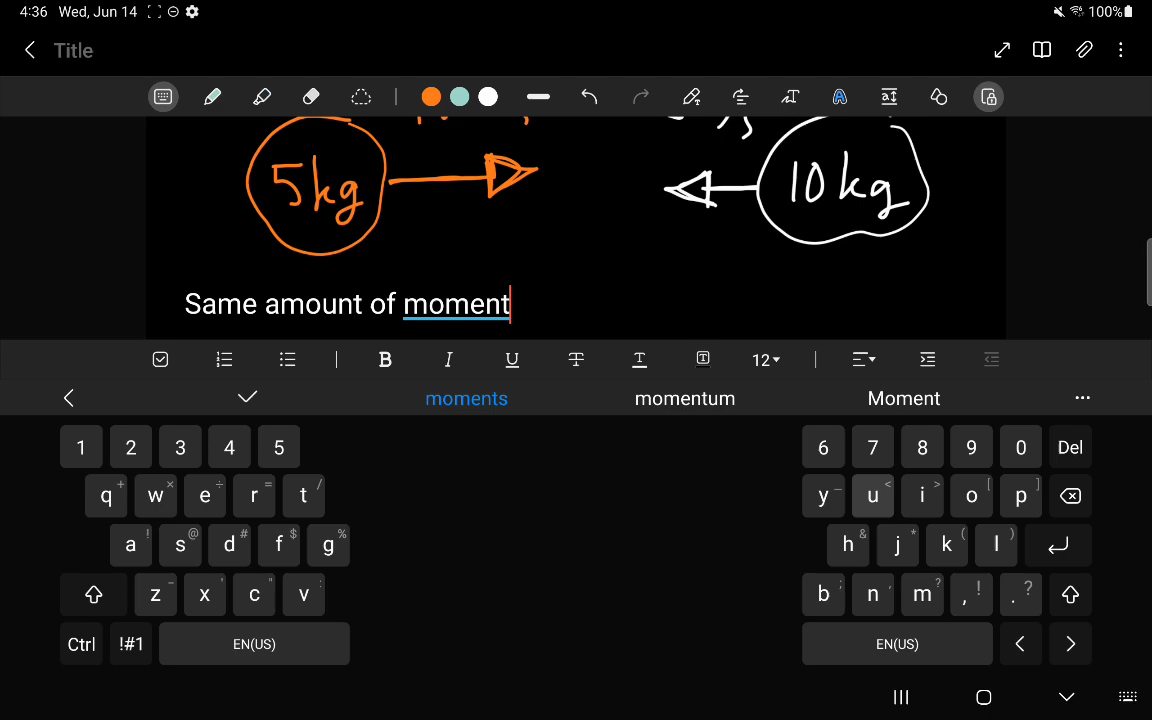 4:36 Wed, Jun 14 100%
Title
5kg 10kg
Same amount of moment
B I U T T T 12
moments momentum Moment ...
1 2 3 4 5 6 7 8 9 0 Del
q + w × e ÷ r = t / y _ u < i > o [ p ]
a ! s @ d # f $ g % h & j * k ( l )
z - x ' c " v : b ; n , m ? , ! . ?
Ctrl !#1 EN(US) EN(US) < >